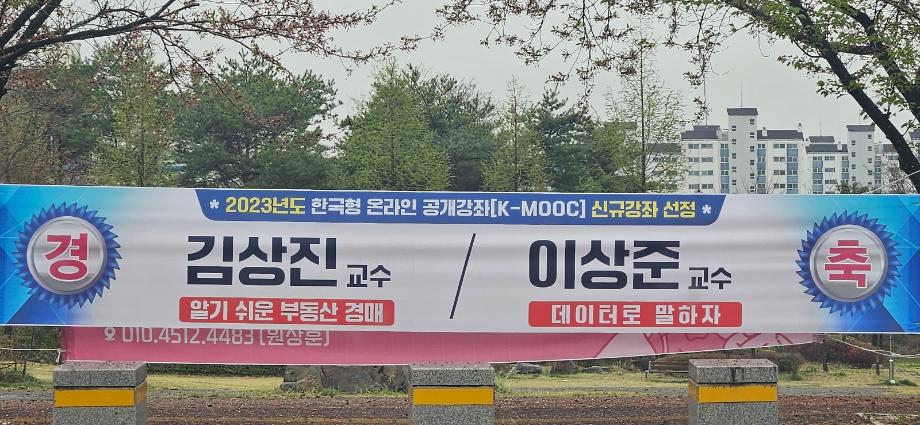 * 2023년도 한국형 온라인 공개강좌[K-MOOC] 신규강좌 선정 *
경 김상진 교수 / 이상준 교수 축
알기 쉬운 부동산 경매 데이터로 말하자
010.4512.4483 [원상훈]